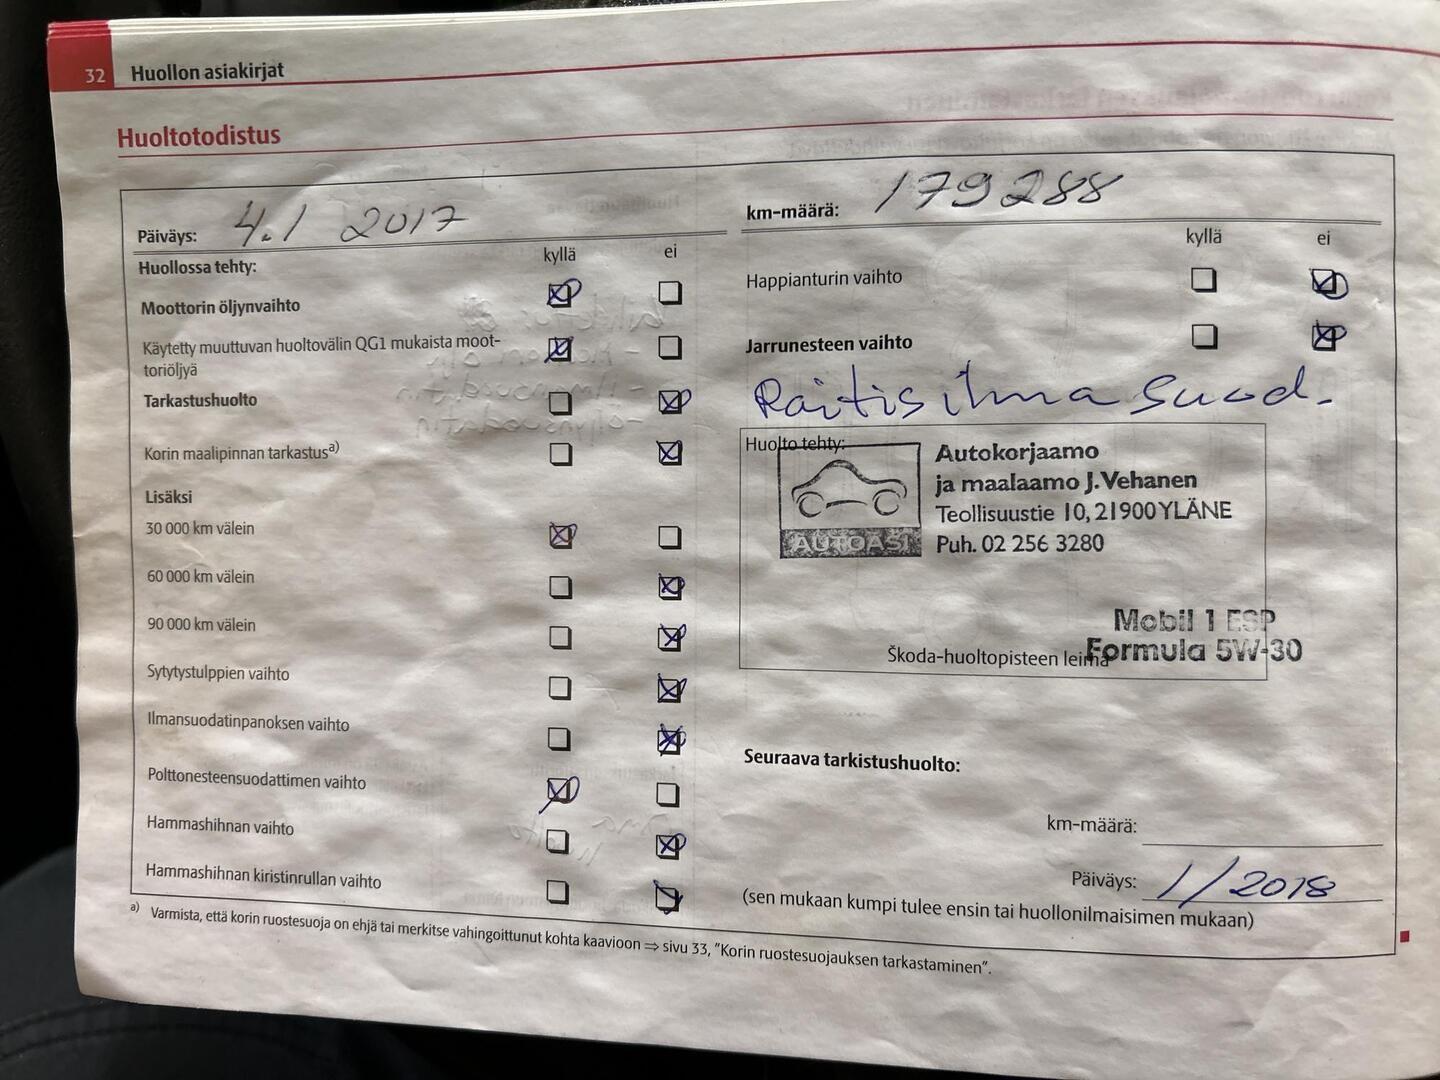 32 Huollon asiakirjat
Huoltotodistus
Päiväys: 4.1 2017
Huollossa tehty: kyllä ei
Moottorin öljynvaihto
Käytetty muuttuvan huoltovälin QG1 mukaista moot-
toriöljyä
Tarkastushuolto
Korin maalipinnan tarkastus a)
Lisäksi
30 000 km välein
60 000 km välein
90 000 km välein
Sytytystulppien vaihto
Ilmansuodatinpanoksen vaihto
Polttonesteensuodattimen vaihto
Hammashihnan vaihto
Hammashihnan kiristinrullan vaihto
km-määrä: 179288
kyllä ei
Happianturin vaihto
Jarrunesteen vaihto
Raitisilmasuod.
Huolto tehty:
AUTOASI
Autokorjaamo
ja maalaamo J. Vehanen
Teollisuustie 10, 21900 YLÄNE
Puh. 02 256 3280
Mobil 1 ESP
Formula 5W-30
Škoda-huoltopisteen leima
Seuraava tarkistushuolto:
km-määrä:
Päiväys: 1/2018
(sen mukaan kumpi tulee ensin tai huollonilmaisimen mukaan)
a) Varmista, että korin ruostesuoja on ehjä tai merkitse vahingoittunut kohta kaavioon ⇒ sivu 33, "Korin ruostesuojauksen tarkastaminen".